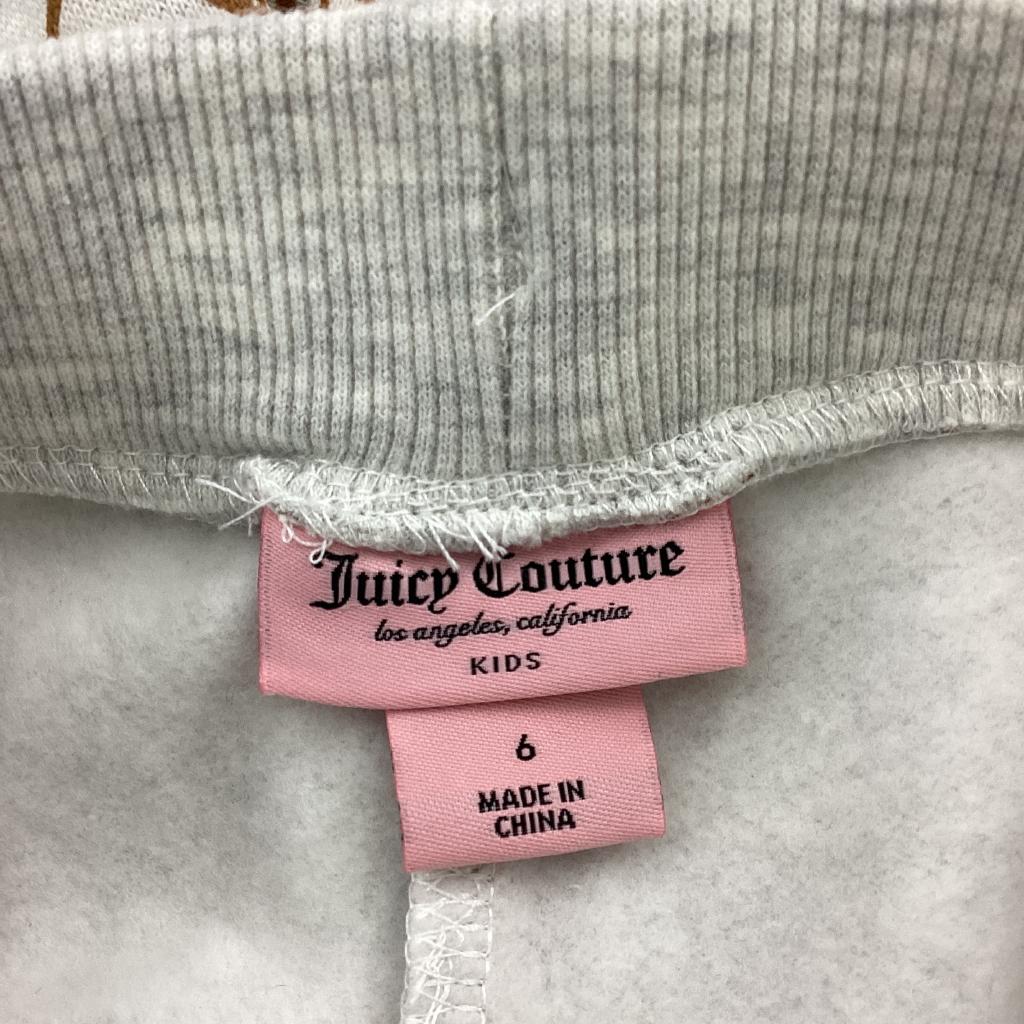 Juicy Couture
los angeles, california
KIDS
6
MADE IN
CHINA